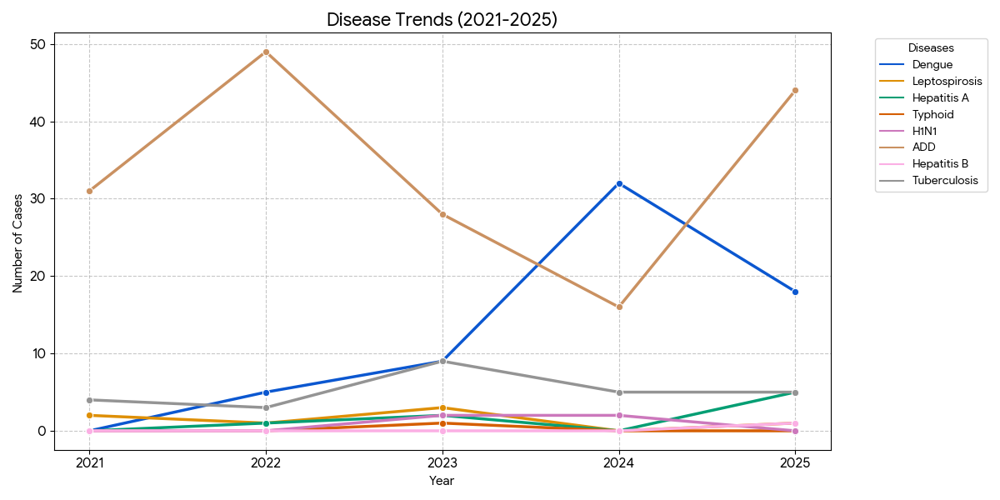 Disease Trends (2021-2025)
Number of Cases
50
40
30
20
10
0
2021 2022 2023 2024 2025
Year
Diseases
Dengue
Leptospirosis
Hepatitis A
Typhoid
H1N1
ADD
Hepatitis B
Tuberculosis